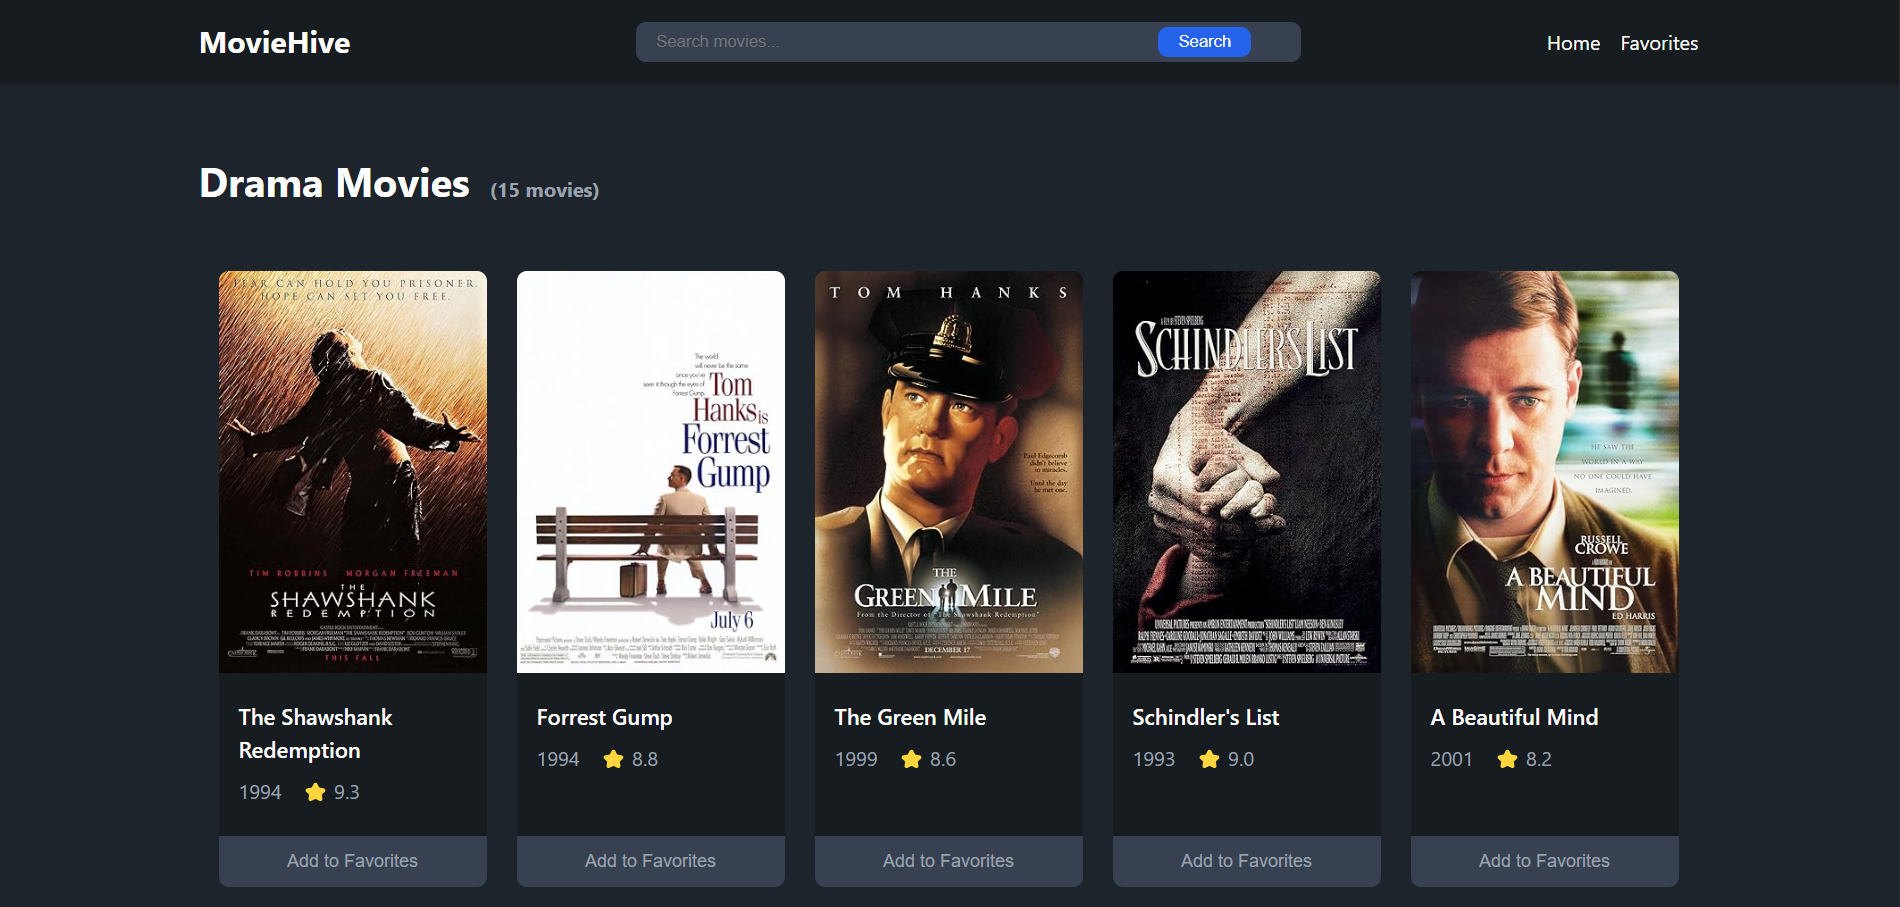 MovieHive
Search movies...
Search
Home
Favorites
Drama Movies (15 movies)
FEAR CAN HOLD YOU PRISONER.
HOPE CAN SET YOU FREE.
TIM ROBBINS MORGAN FREEMAN
THE
SHAWSHANK
REDEMPTION
THIS FALL
The world
will never be the same
once you've
seen it through the eyes of
Forrest Gump.
Tom
Hanks is
Forrest
Gump
July 6
TOM HANKS
Paul Edgecomb
didn't believe
in miracles.
Until the day
he met one.
THE
GREEN MILE
From the Director of "The Shawshank Redemption"
DECEMBER 17
A FILM BY STEVEN SPIELBERG
SCHINDLER'S LIST
HE SAW THE
WORLD IN A WAY
NO ONE COULD HAVE
IMAGINED.
RUSSELL
CROWE
A BEAUTIFUL
MIND
ED HARRIS
The Shawshank
Redemption
1994 9.3
Add to Favorites
Forrest Gump
1994 8.8
Add to Favorites
The Green Mile
1999 8.6
Add to Favorites
Schindler's List
1993 9.0
Add to Favorites
A Beautiful Mind
2001 8.2
Add to Favorites